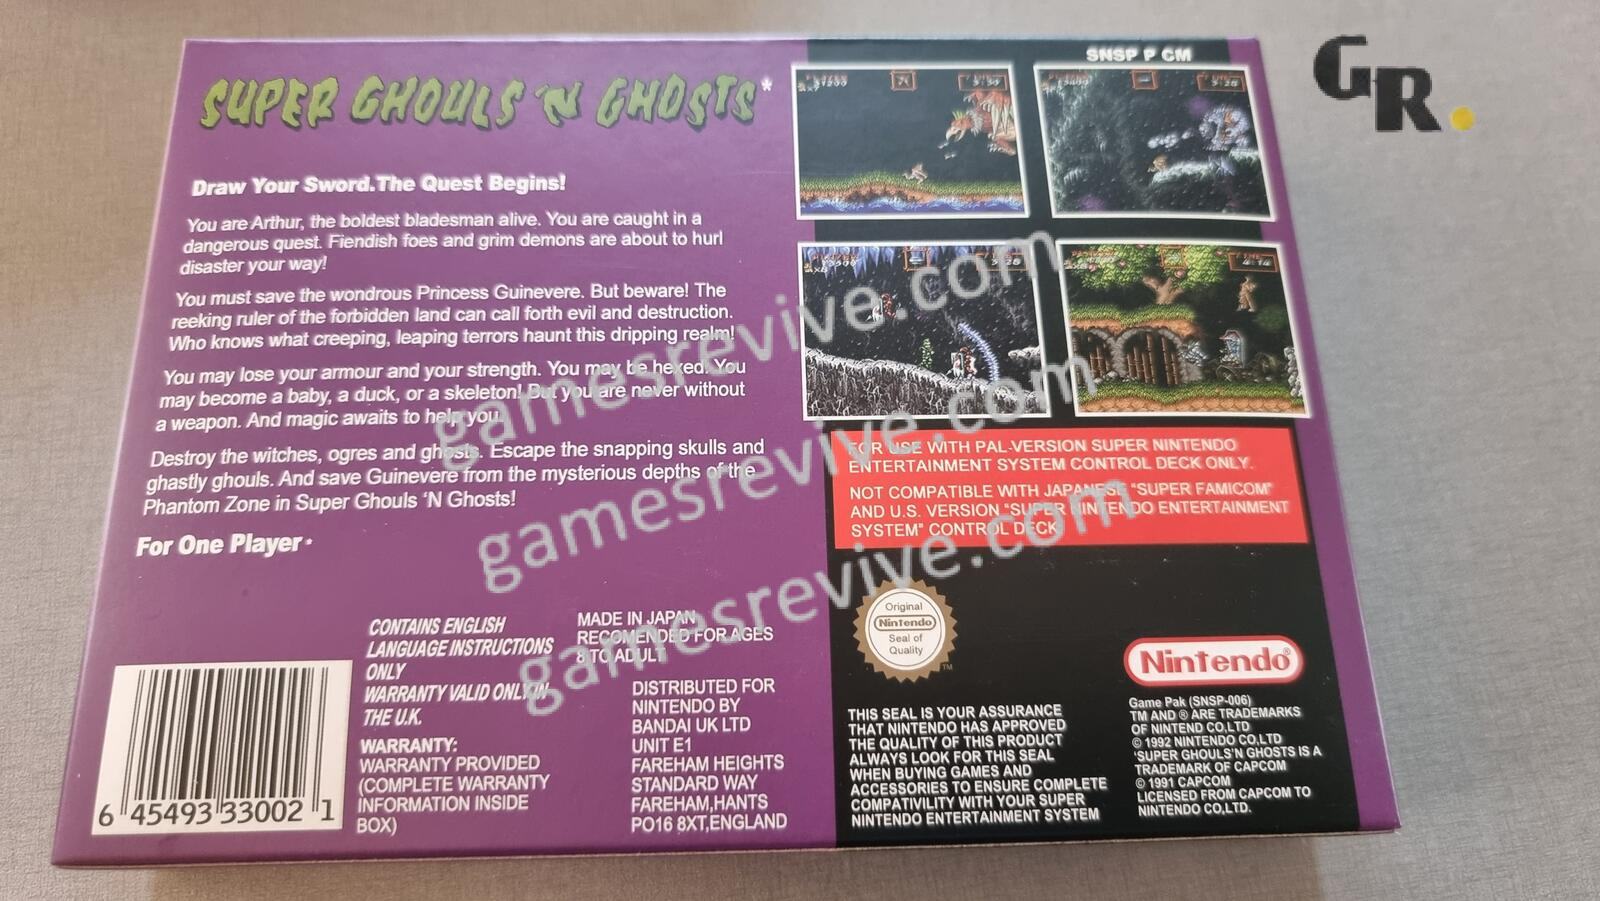 SUPER GHOULS 'N GHOSTS*
Draw Your Sword.The Quest Begins!
You are Arthur, the boldest bladesman alive. You are caught in a
dangerous quest. Fiendish foes and grim demons are about to hurl
disaster your way!
You must save the wondrous Princess Guinevere. But beware! The
reeking ruler of the forbidden land can call forth evil and destruction.
Who knows what creeping, leaping terrors haunt this dripping realm!
You may lose your armour and your strength. You may be hexed. You
may become a baby, a duck, or a skeleton! But you are never without
a weapon. And magic awaits to help you.
Destroy the witches, ogres and ghosts. Escape the snapping skulls and
ghastly ghouls. And save Guinevere from the mysterious depths of the
Phantom Zone in Super Ghouls 'N Ghosts!
For One Player*
CONTAINS ENGLISH
LANGUAGE INSTRUCTIONS
ONLY
WARRANTY VALID ONLY IN
THE U.K.
WARRANTY:
WARRANTY PROVIDED
(COMPLETE WARRANTY
INFORMATION INSIDE
BOX)
MADE IN JAPAN
RECOMENDED FOR AGES
8 TO ADULT
DISTRIBUTED FOR
NINTENDO BY
BANDAI UK LTD
UNIT E1
FAREHAM HEIGHTS
STANDARD WAY
FAREHAM,HANTS
PO16 8XT,ENGLAND
6 45493 33002 1
SNSP P CM
FOR USE WITH PAL-VERSION SUPER NINTENDO
ENTERTAINMENT SYSTEM CONTROL DECK ONLY.
NOT COMPATIBLE WITH JAPANESE "SUPER FAMICOM"
AND U.S. VERSION "SUPER NINTENDO ENTERTAINMENT
SYSTEM" CONTROL DECK
Original
Nintendo
Seal of
Quality
TM
THIS SEAL IS YOUR ASSURANCE
THAT NINTENDO HAS APPROVED
THE QUALITY OF THIS PRODUCT
ALWAYS LOOK FOR THIS SEAL
WHEN BUYING GAMES AND
ACCESSORIES TO ENSURE COMPLETE
COMPATIVILITY WITH YOUR SUPER
NINTENDO ENTERTAINMENT SYSTEM
Nintendo®
Game Pak (SNSP-006)
TM AND ® ARE TRADEMARKS
OF NINTEND CO,LTD
© 1992 NINTENDO CO.LTD
'SUPER GHOULS'N GHOSTS IS A
TRADEMARK OF CAPCOM
© 1991 CAPCOM
LICENSED FROM CAPCOM TO
NINTENDO CO,LTD.
GR.
gamesrevive.com
gamesrevive.com
gamesrevive.com